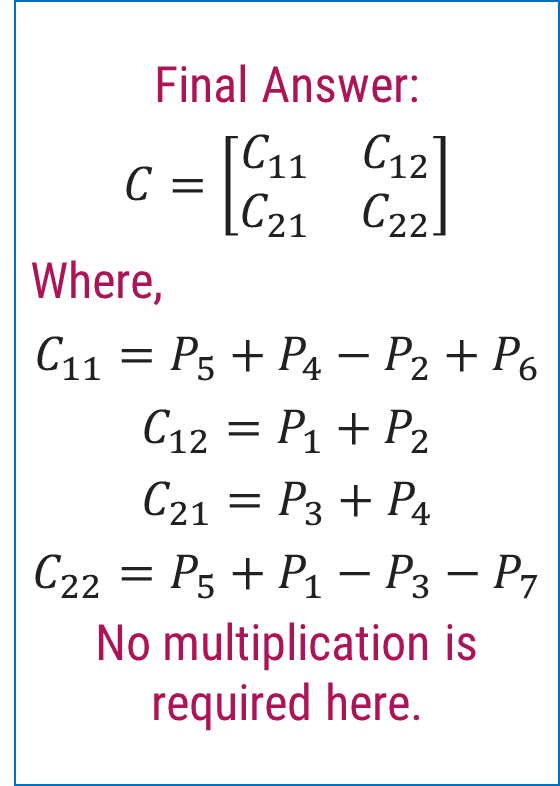 Final Answer:
C = [C₁₁ C₁₂
C₂₁ C₂₂]
Where,
C₁₁ = P₅ + P₄ − P₂ + P₆
C₁₂ = P₁ + P₂
C₂₁ = P₃ + P₄
C₂₂ = P₅ + P₁ − P₃ − P₇
No multiplication is
required here.